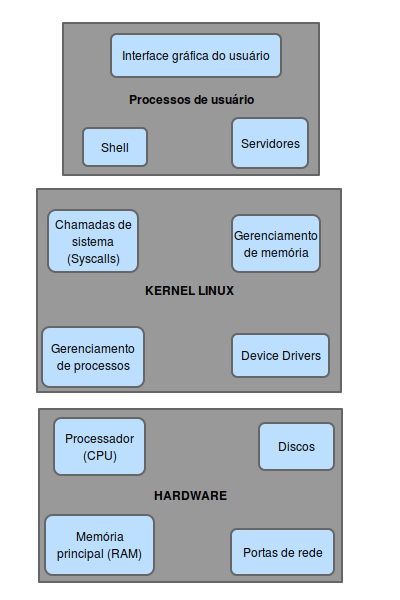 Interface gráfica do usuário
Processos de usuário
Shell
Servidores
Chamadas de
sistema
(Syscalls)
Gerenciamento
de memória
KERNEL LINUX
Gerenciamento
de processos
Device Drivers
Processador
(CPU)
Discos
HARDWARE
Memória
principal (RAM)
Portas de rede